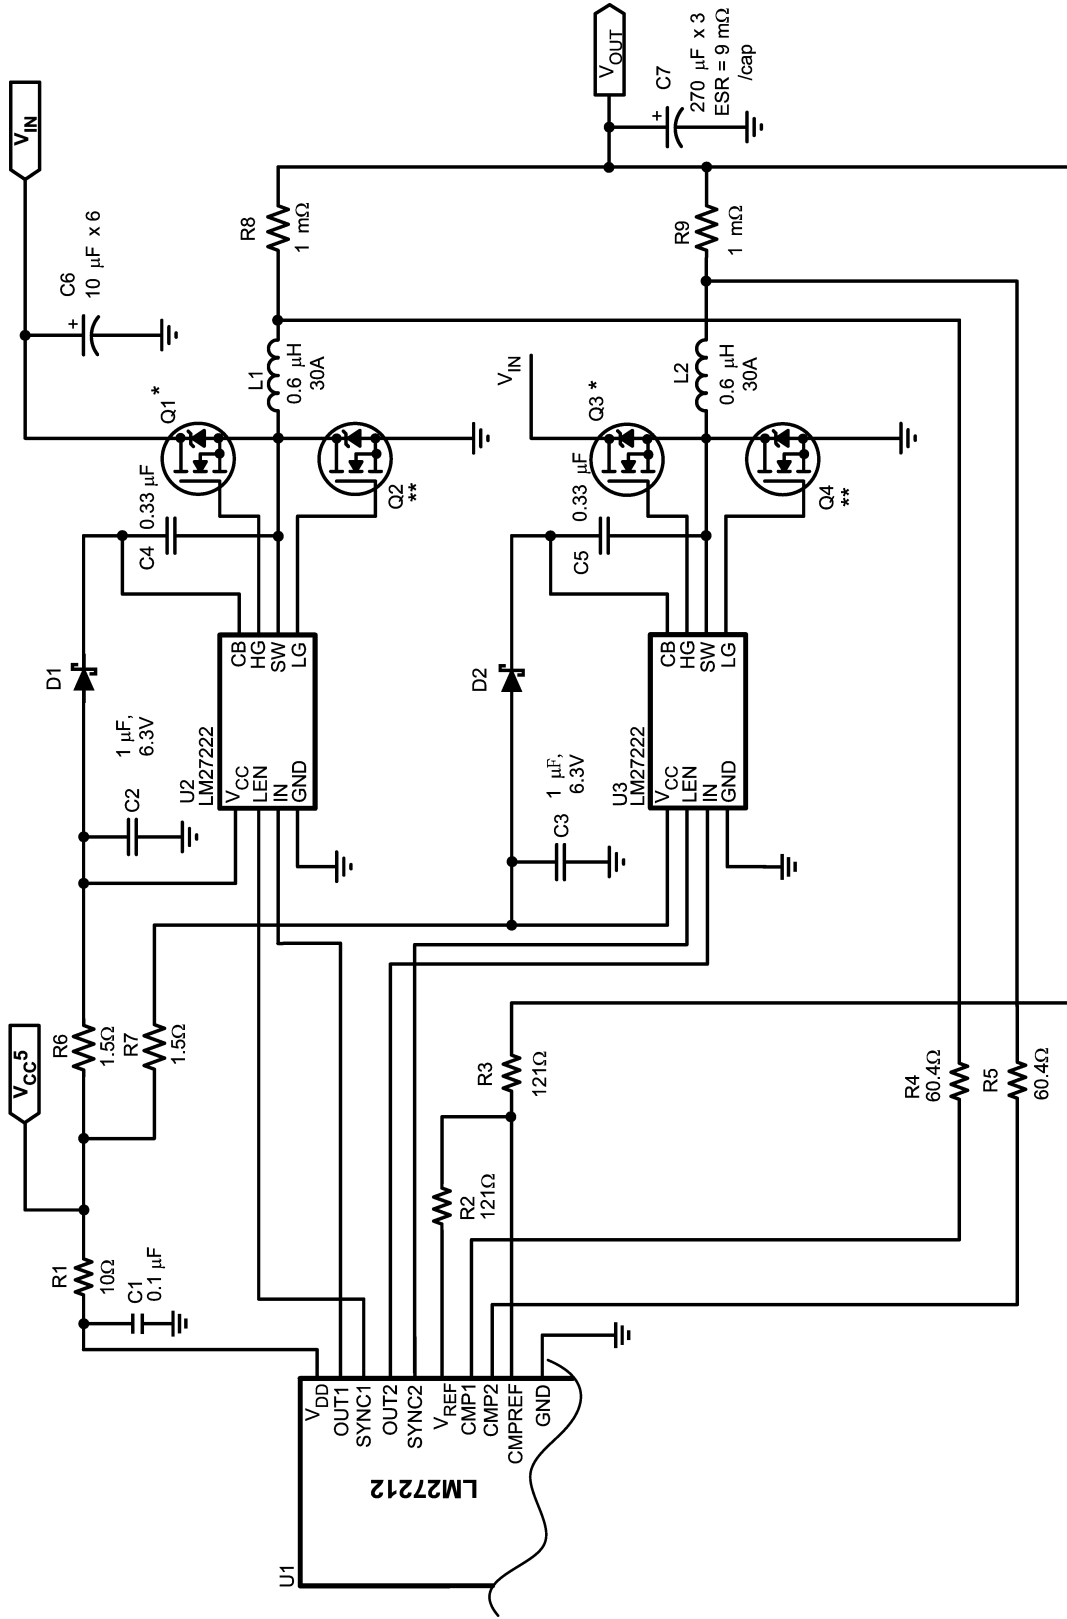 VIN
C6
10 µF x 6
VOUT
C7
270 µF x 3
ESR = 9 mΩ
/cap
+
+
R8
1 mΩ
R9
1 mΩ
L1
0.6 µH
30A
L2
0.6 µH
30A
VIN
Q1 *
Q2
**
Q3 *
Q4
**
C4
0.33 µF
C5
0.33 µF
D1
D2
1 µF,
6.3V
C2
1 µF,
6.3V
C3
U2
LM27222
VCC
LEN
IN
GND
CB
HG
SW
LG
U3
LM27222
VCC
LEN
IN
GND
CB
HG
SW
LG
VCC5
R6
1.5Ω
R7
1.5Ω
R1
10Ω
C1
0.1 µF
R2
121Ω
R3
121Ω
R4
60.4Ω
R5
60.4Ω
U1
LM27212
VDD
OUT1
SYNC1
OUT2
SYNC2
VREF
CMP1
CMP2
CMPREF
GND